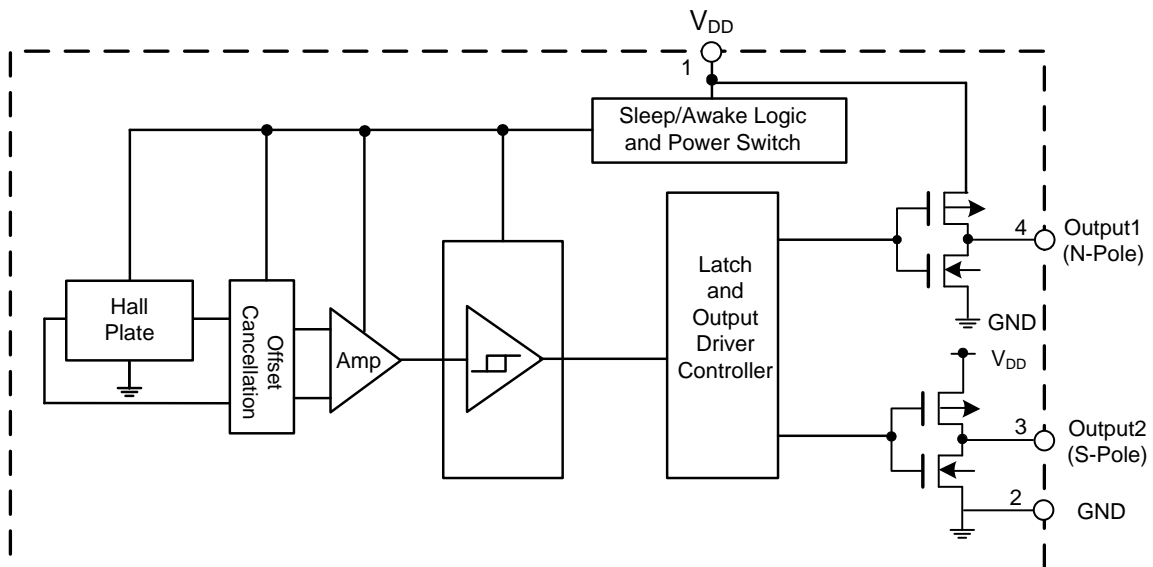 VDD
1
Sleep/Awake Logic
and Power Switch
Hall
Plate
Offset
Cancellation
Amp
Latch
and
Output
Driver
Controller
4
Output1
(N-Pole)
GND
VDD
3
Output2
(S-Pole)
2
GND